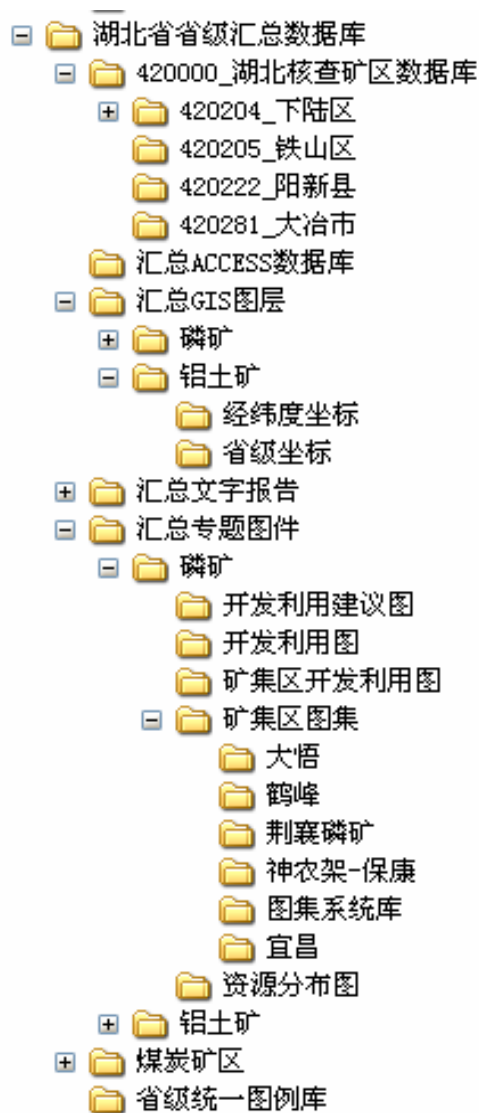 湖北省省级汇总数据库
420000_湖北核查矿区数据库
420204_下陆区
420205_铁山区
420222_阳新县
420281_大冶市
汇总ACCESS数据库
汇总GIS图层
磷矿
铝土矿
经纬度坐标
省级坐标
汇总文字报告
汇总专题图件
磷矿
开发利用建议图
开发利用图
矿集区开发利用图
矿集区图集
大悟
鹤峰
荆襄磷矿
神农架-保康
图集系统库
宜昌
资源分布图
铝土矿
煤炭矿区
省级统一图例库